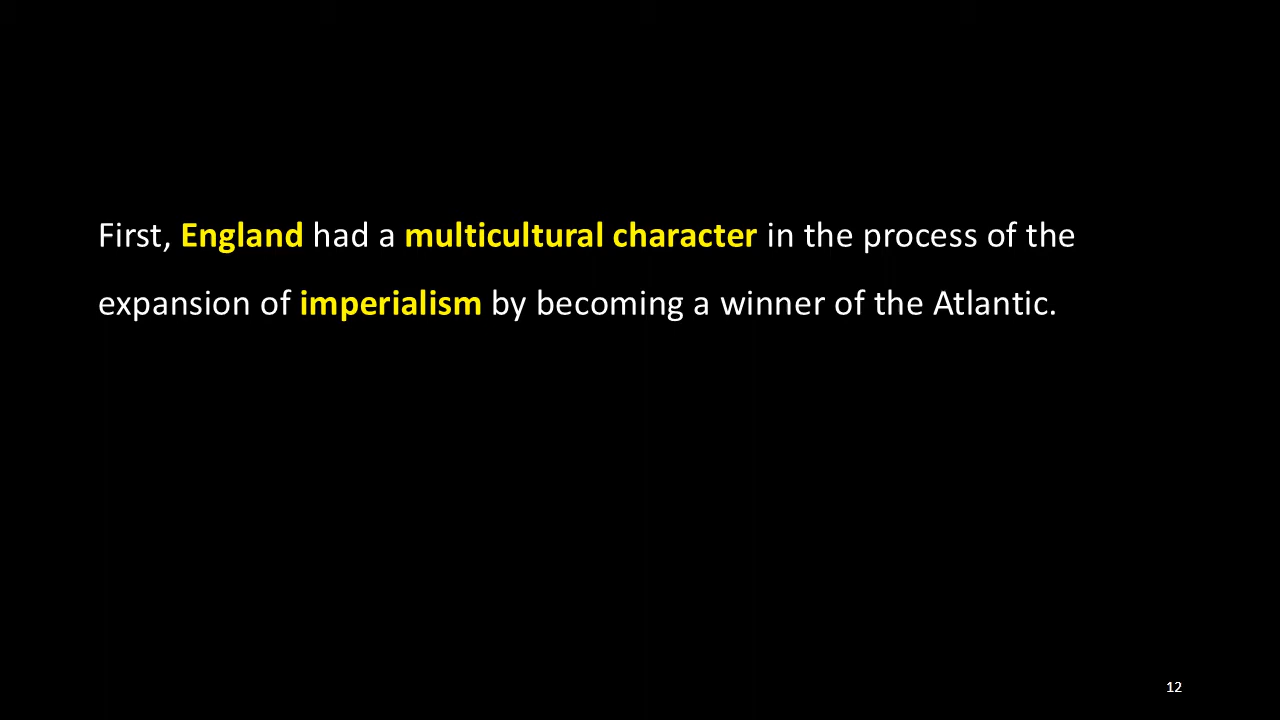 First, England had a multicultural character in the process of the
expansion of imperialism by becoming a winner of the Atlantic.
12